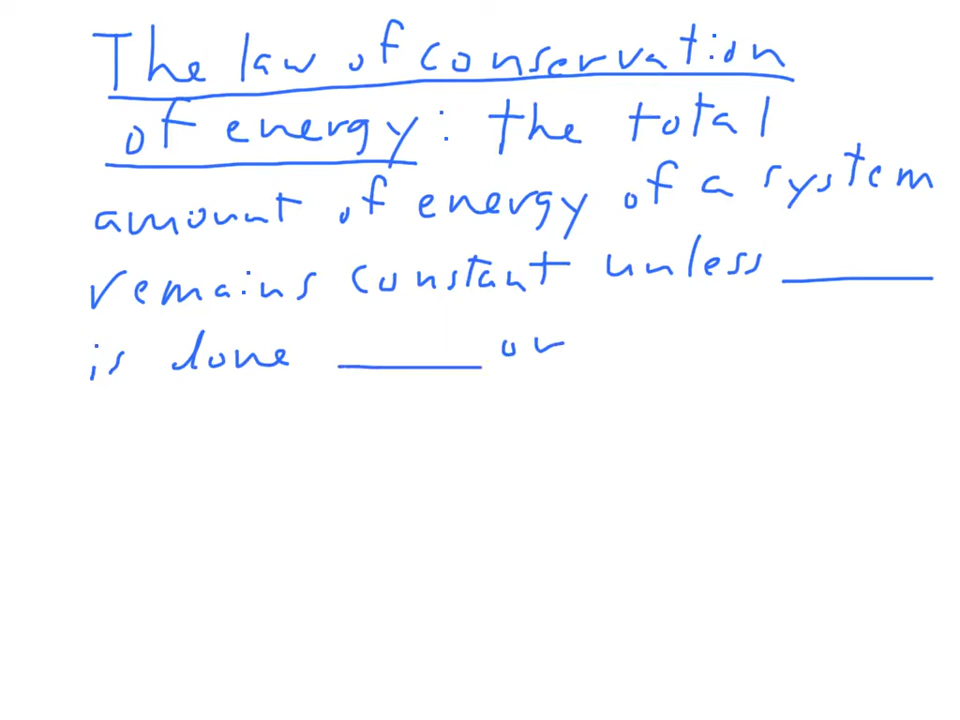 The law of conservation
of energy: the total
amount of energy of a system
remains constant unless ______
is done ______ or